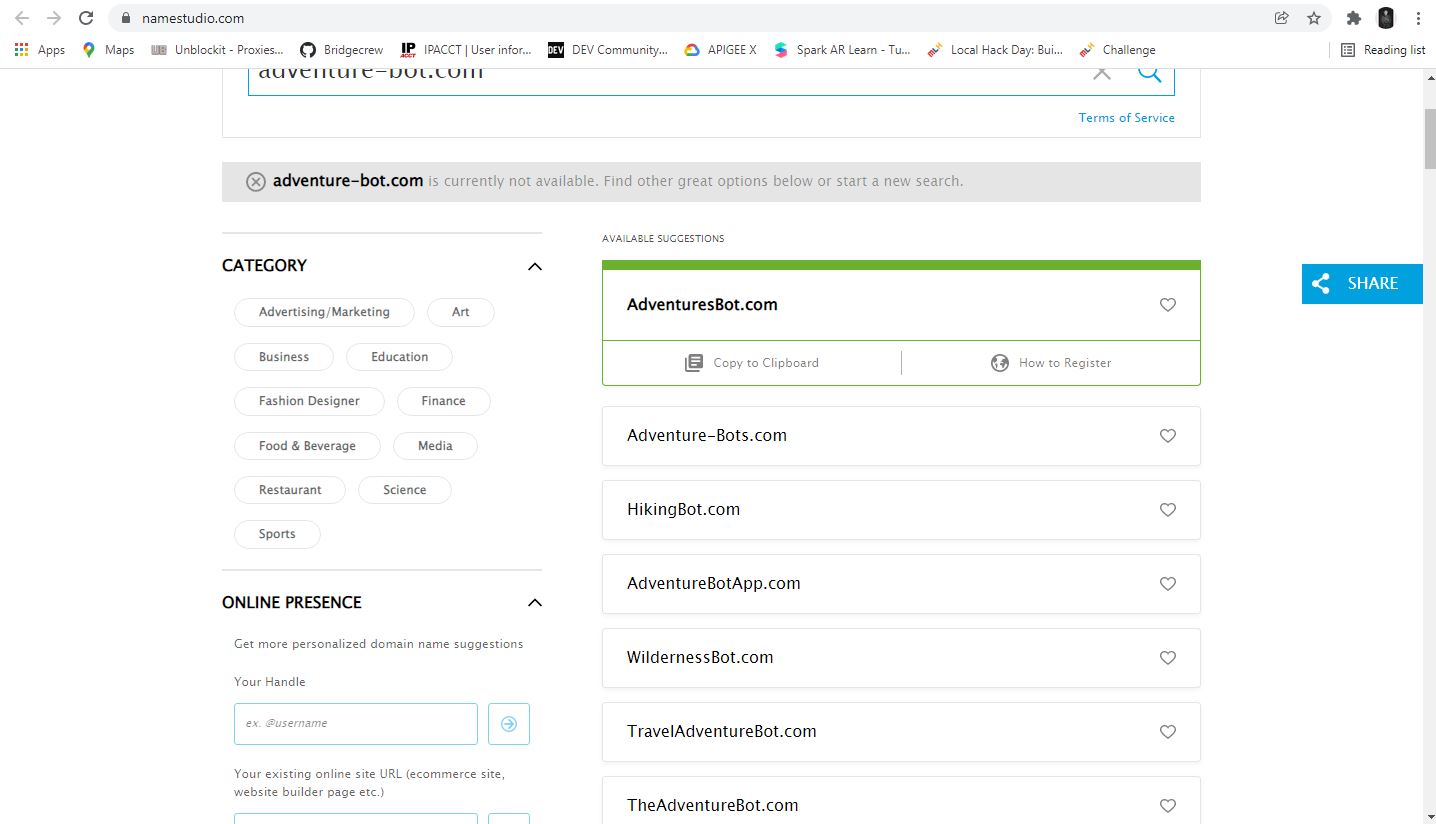 namestudio.com
Apps Maps Unblockit - Proxies... Bridgecrew IP ACCT IPACCT | User infor... DEV DEV Community... APIGEE X Spark AR Learn - Tu... Local Hack Day: Bui... Challenge Reading list
adventure-bot.com
Terms of Service
adventure-bot.com is currently not available. Find other great options below or start a new search.
AVAILABLE SUGGESTIONS
CATEGORY
Advertising/Marketing Art
Business Education
Fashion Designer Finance
Food & Beverage Media
Restaurant Science
Sports
ONLINE PRESENCE
Get more personalized domain name suggestions
Your Handle
ex. @username
Your existing online site URL (ecommerce site,
website builder page etc.)
AdventuresBot.com
Copy to Clipboard How to Register
Adventure-Bots.com
HikingBot.com
AdventureBotApp.com
WildernessBot.com
TravelAdventureBot.com
TheAdventureBot.com
SHARE